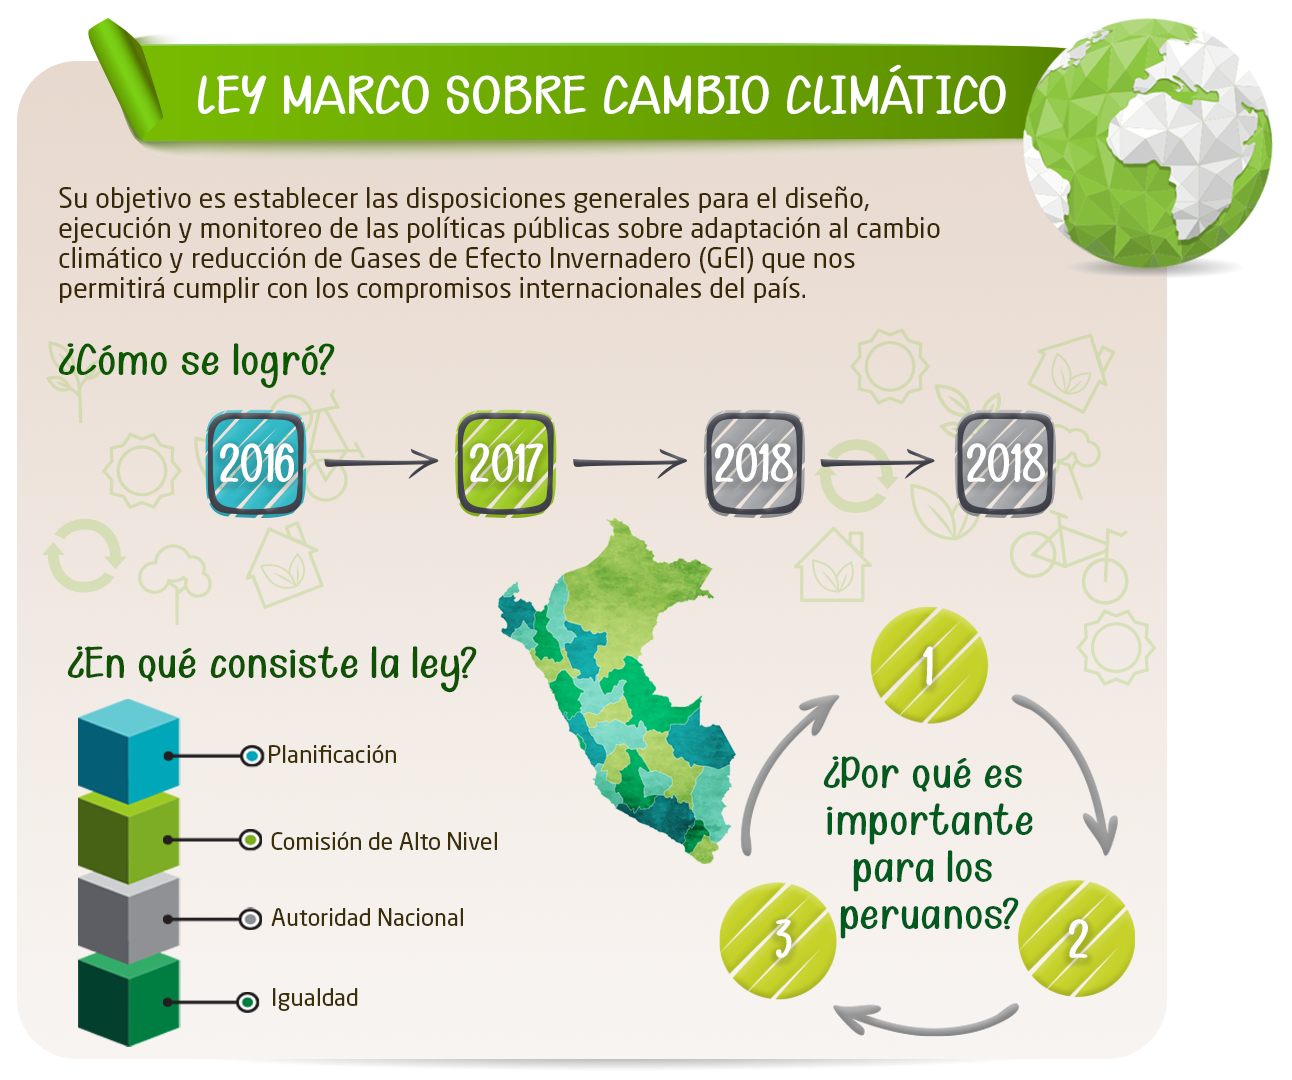 LEY MARCO SOBRE CAMBIO CLIMÁTICO
Su objetivo es establecer las disposiciones generales para el diseño,
ejecución y monitoreo de las políticas públicas sobre adaptación al cambio
climático y reducción de Gases de Efecto Invernadero (GEI) que nos
permitirá cumplir con los compromisos internacionales del país.
¿Cómo se logró?
2016
2017
2018
2018
¿En qué consiste la ley?
Planificación
Comisión de Alto Nivel
Autoridad Nacional
Igualdad
¿Por qué es
importante
para los
peruanos?
1
2
3